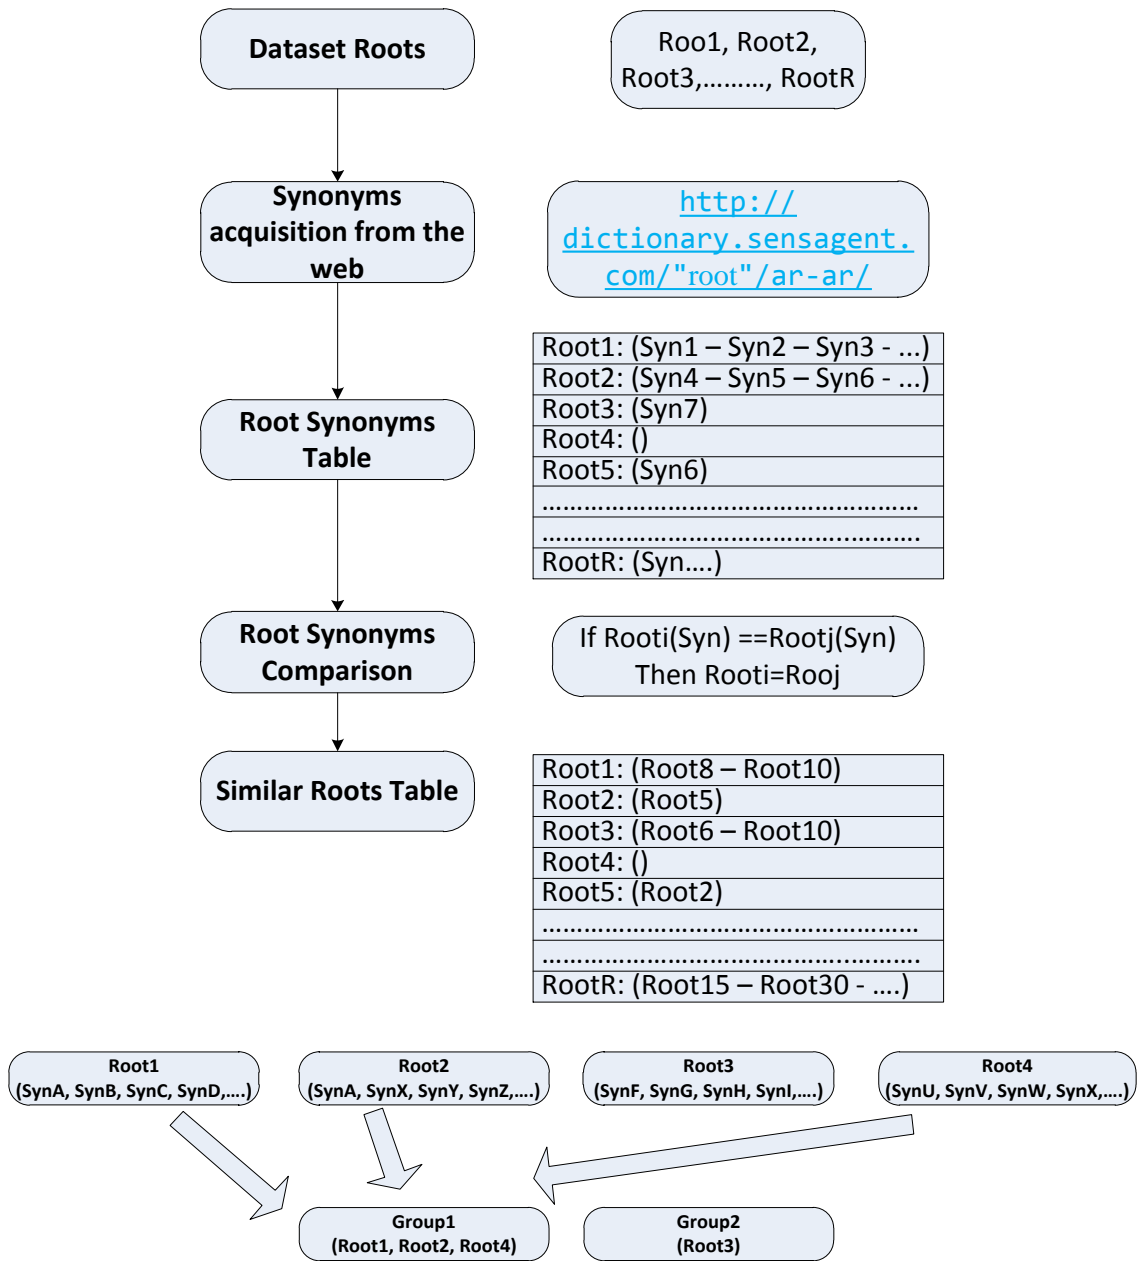 Dataset Roots
Roo1, Root2,
Root3,………, RootR
Synonyms
acquisition from the
web
http://
dictionary.sensagent.
com/"root"/ar-ar/
Root Synonyms
Table
Root1: (Syn1 – Syn2 – Syn3 - ...)
Root2: (Syn4 – Syn5 – Syn6 - ...)
Root3: (Syn7)
Root4: ()
Root5: (Syn6)
………………………………………………
……………………………………..……….
RootR: (Syn….)
Root Synonyms
Comparison
If Rooti(Syn) ==Rootj(Syn)
Then Rooti=Rooj
Similar Roots Table
Root1: (Root8 – Root10)
Root2: (Root5)
Root3: (Root6 – Root10)
Root4: ()
Root5: (Root2)
………………………………………………
……………………………………..……….
RootR: (Root15 – Root30 - ….)
Root1
(SynA, SynB, SynC, SynD,….)
Root2
(SynA, SynX, SynY, SynZ,….)
Root3
(SynF, SynG, SynH, SynI,….)
Root4
(SynU, SynV, SynW, SynX,….)
Group1
(Root1, Root2, Root4)
Group2
(Root3)